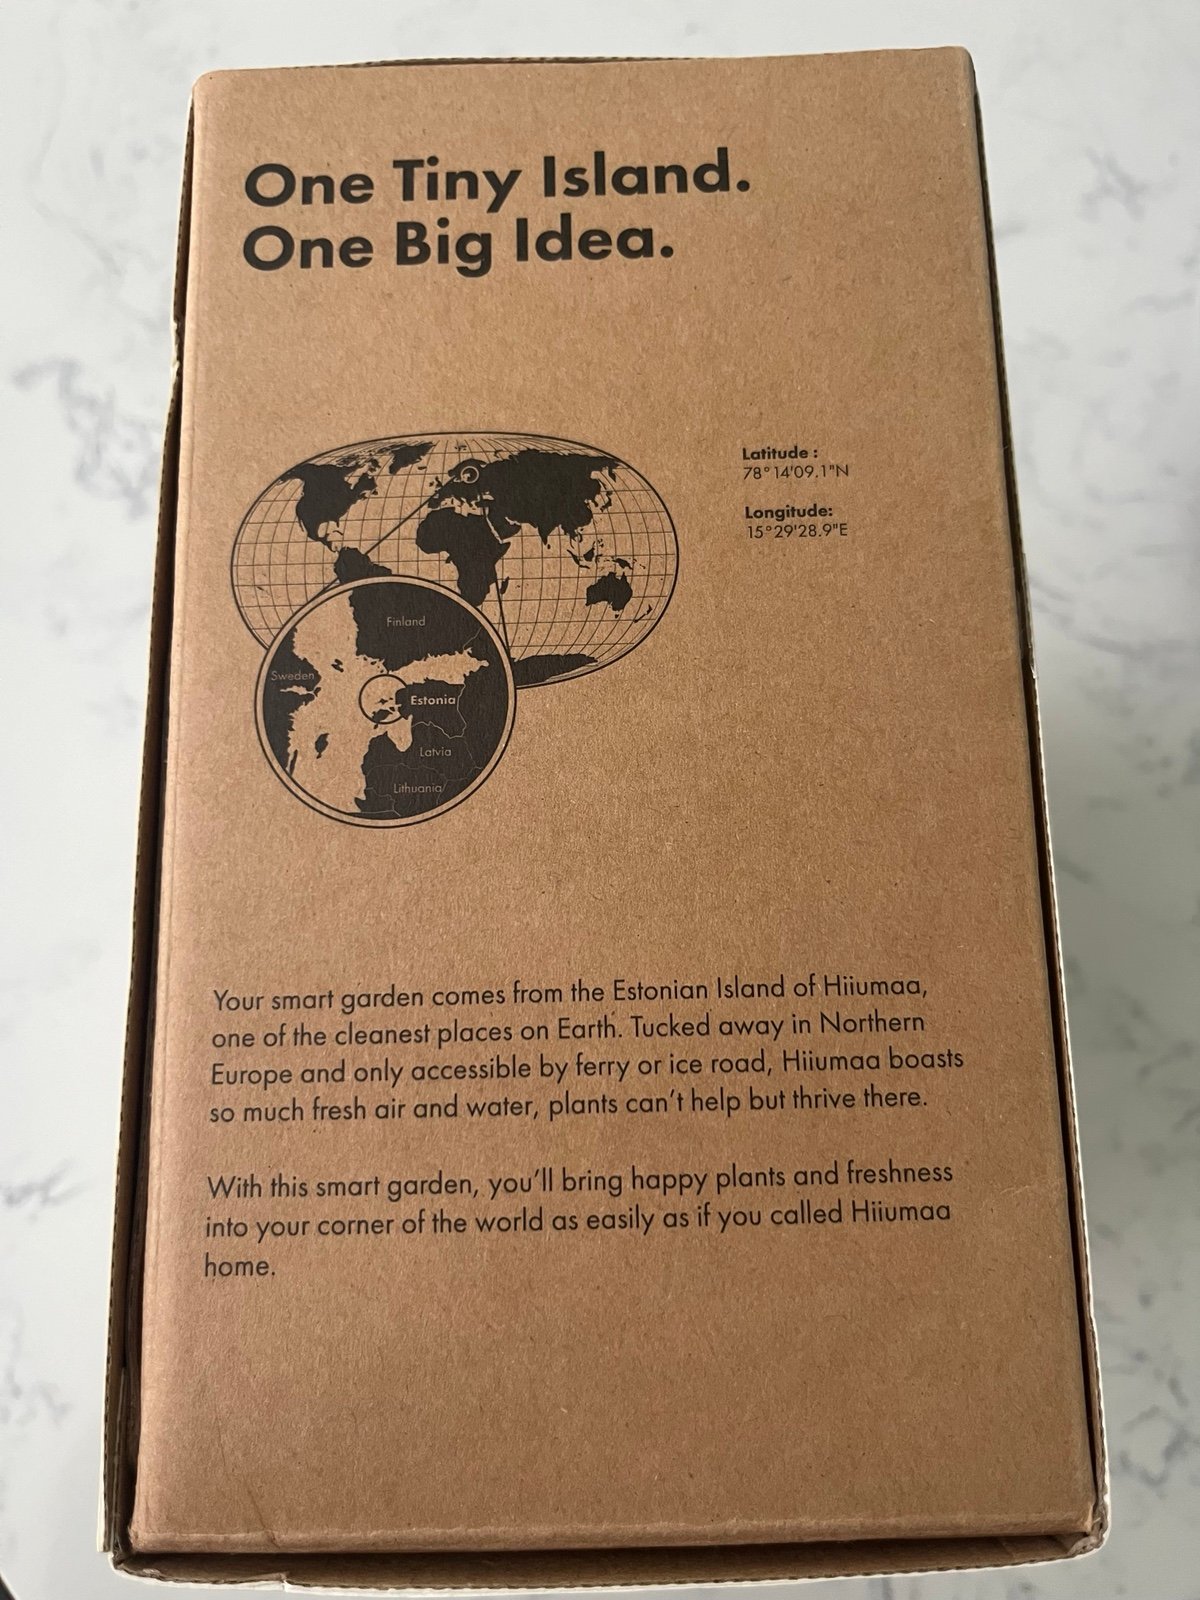 One Tiny Island.
One Big Idea.
Latitude :
78°14'09.1"N
Longitude:
15°29'28.9"E
Finland
Sweden
Estonia
Latvia
Lithuania
Your smart garden comes from the Estonian Island of Hiiumaa,
one of the cleanest places on Earth. Tucked away in Northern
Europe and only accessible by ferry or ice road, Hiiumaa boasts
so much fresh air and water, plants can't help but thrive there.
With this smart garden, you'll bring happy plants and freshness
into your corner of the world as easily as if you called Hiiumaa
home.